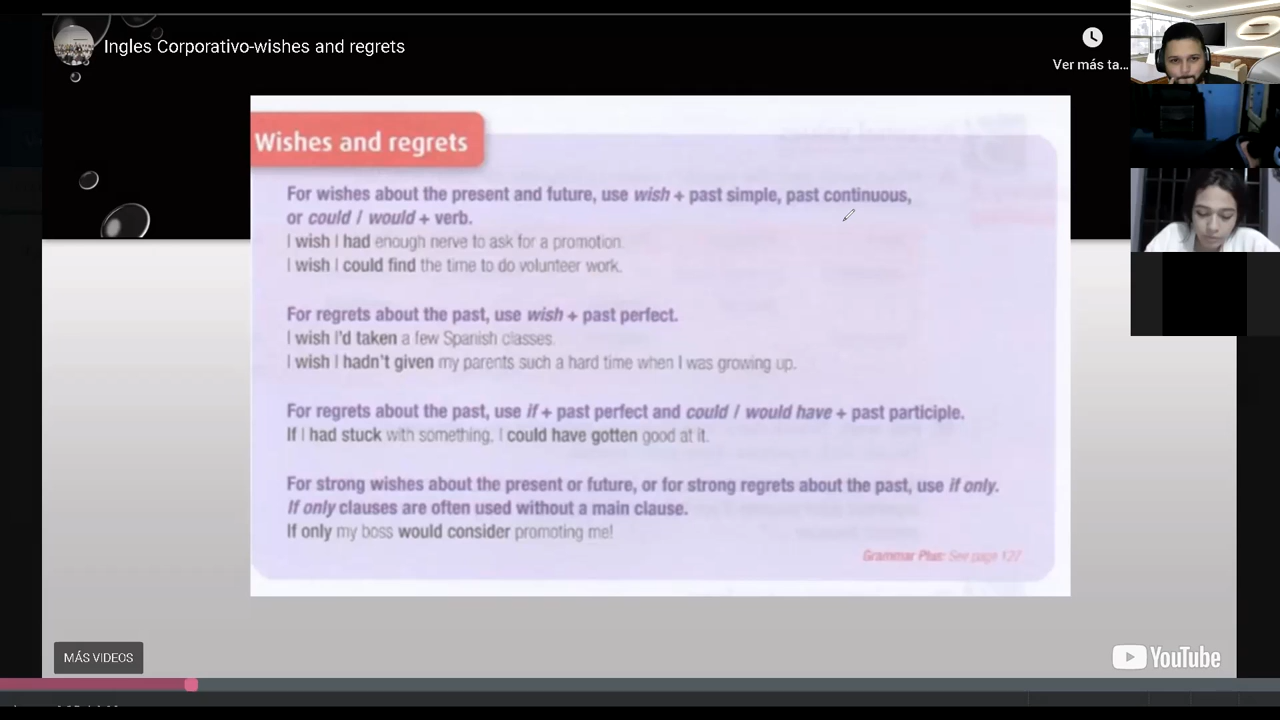 Ingles Corporativo-wishes and regrets
Ver más ta...
Wishes and regrets
For wishes about the present and future, use wish + past simple, past continuous,
or could / would + verb.
I wish I had enough nerve to ask for a promotion.
I wish I could find the time to do volunteer work.
For regrets about the past, use wish + past perfect.
I wish I'd taken a few Spanish classes.
I wish I hadn't given my parents such a hard time when I was growing up.
For regrets about the past, use if + past perfect and could / would have + past participle.
If I had stuck with something, I could have gotten good at it.
For strong wishes about the present or future, or for strong regrets about the past, use if only.
If only clauses are often used without a main clause.
If only my boss would consider promoting me!
Grammar Plus: See page 127
MÁS VIDEOS
YouTube